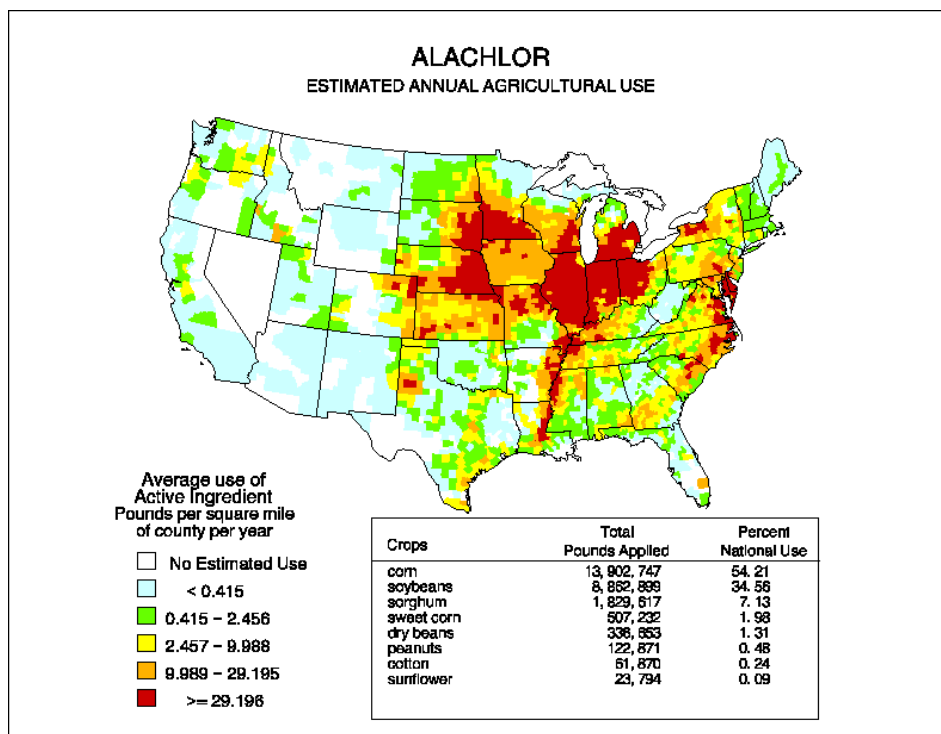 ALACHLOR
ESTIMATED ANNUAL AGRICULTURAL USE
Average use of
Active Ingredient
Pounds per square mile
of county per year
No Estimated Use
< 0.415
0.415 – 2.456
2.457 – 9.988
9.989 – 29.195
>= 29.196
Crops Total Pounds Applied Percent National Use
corn 13,902,747 54.21
soybeans 8,862,899 34.56
sorghum 1,829,517 7.13
sweet corn 507,232 1.98
dry beans 336,653 1.31
peanuts 122,871 0.48
cotton 61,870 0.24
sunflower 23,794 0.09